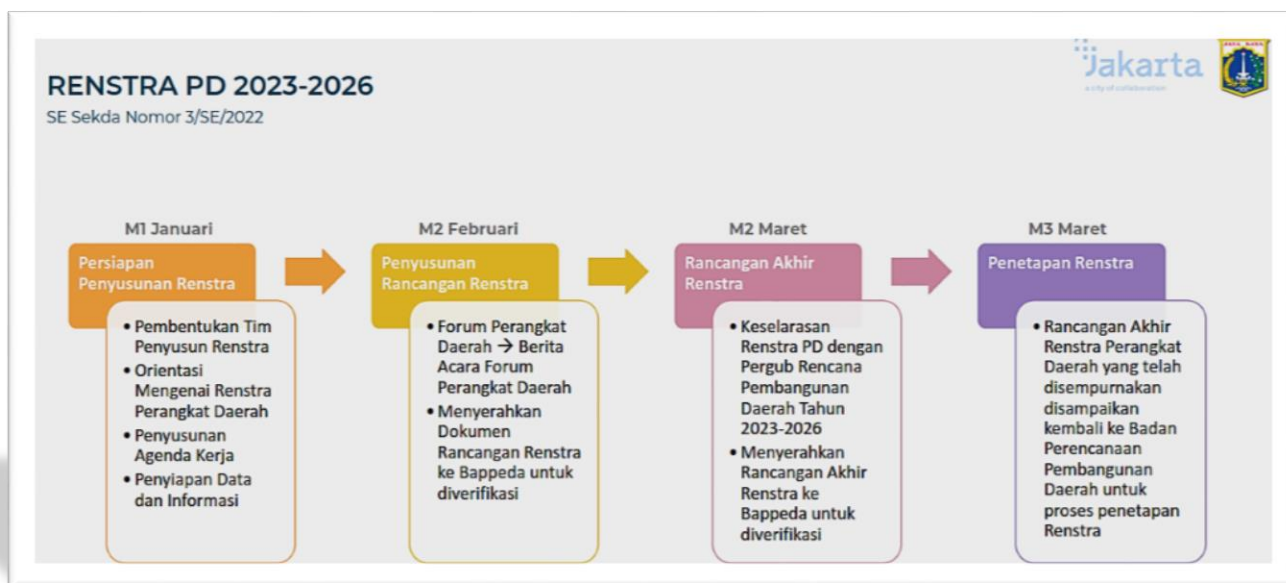 RENSTRA PD 2023-2026
SE Sekda Nomor 3/SE/2022
Jakarta
a city of collaboration
JAYA RAYA
M1 Januari
Persiapan
Penyusunan Renstra
• Pembentukan Tim
Penyusun Renstra
• Orientasi
Mengenai Renstra
Perangkat Daerah
• Penyusunan
Agenda Kerja
• Penyiapan Data
dan Informasi
M2 Februari
Penyusunan
Rancangan Renstra
• Forum Perangkat
Daerah → Berita
Acara Forum
Perangkat Daerah
• Menyerahkan
Dokumen
Rancangan Renstra
ke Bappeda untuk
diverifikasi
M2 Maret
Rancangan Akhir
Renstra
• Keselarasan
Renstra PD dengan
Pergub Rencana
Pembangunan
Daerah Tahun
2023-2026
• Menyerahkan
Rancangan Akhir
Renstra ke
Bappeda untuk
diverifikasi
M3 Maret
Penetapan Renstra
• Rancangan Akhir
Renstra Perangkat
Daerah yang telah
disempurnakan
disampaikan
kembali ke Badan
Perencanaan
Pembangunan
Daerah untuk
proses penetapan
Renstra